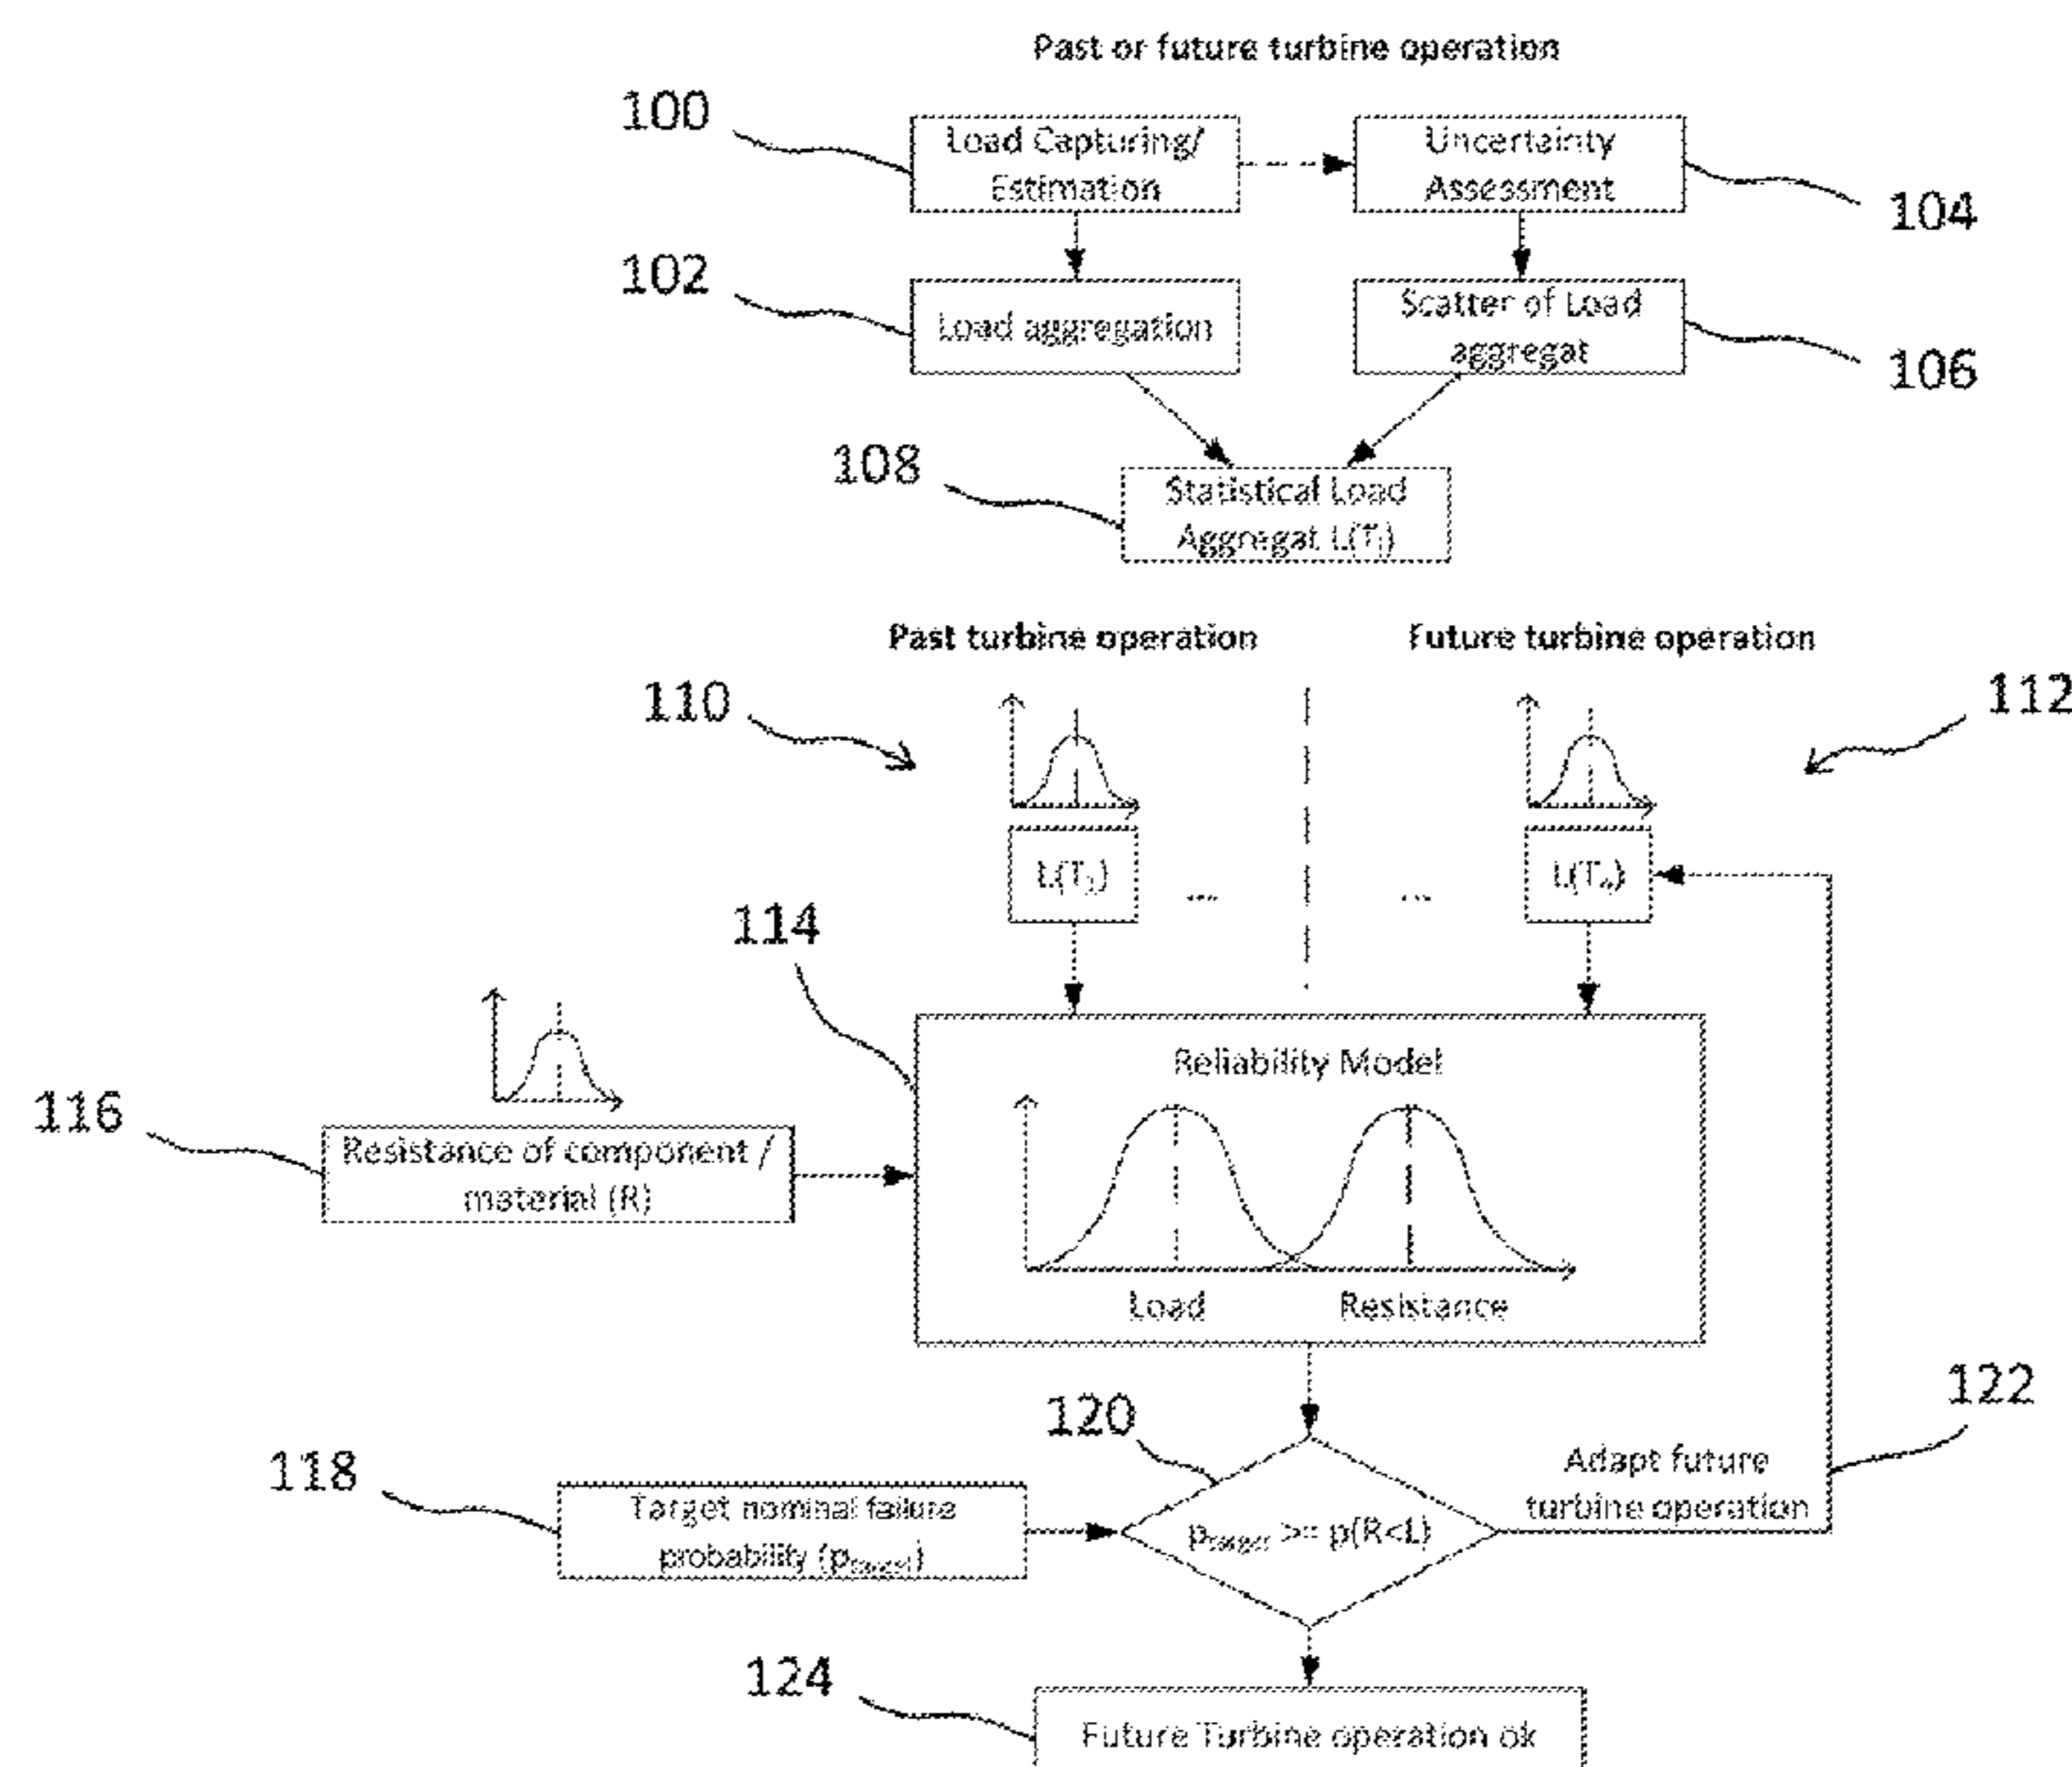 Past or future turbine operation
100
Load Capturing/
Estimation
Uncertainty
Assessment
104
102
Load aggregation
Scatter of Load
aggregat
106
108
Statistical Load
Aggregat L(Ti)
Past turbine operation
Future turbine operation
110
112
...
...
114
116
Resistance of component /
material (R)
Reliability Model
Load
Resistance
118
Target nominal failure
probability (ptarget)
120
ptarget >= p(R<L)
Adapt future
turbine operation
122
124
Future Turbine operation ok